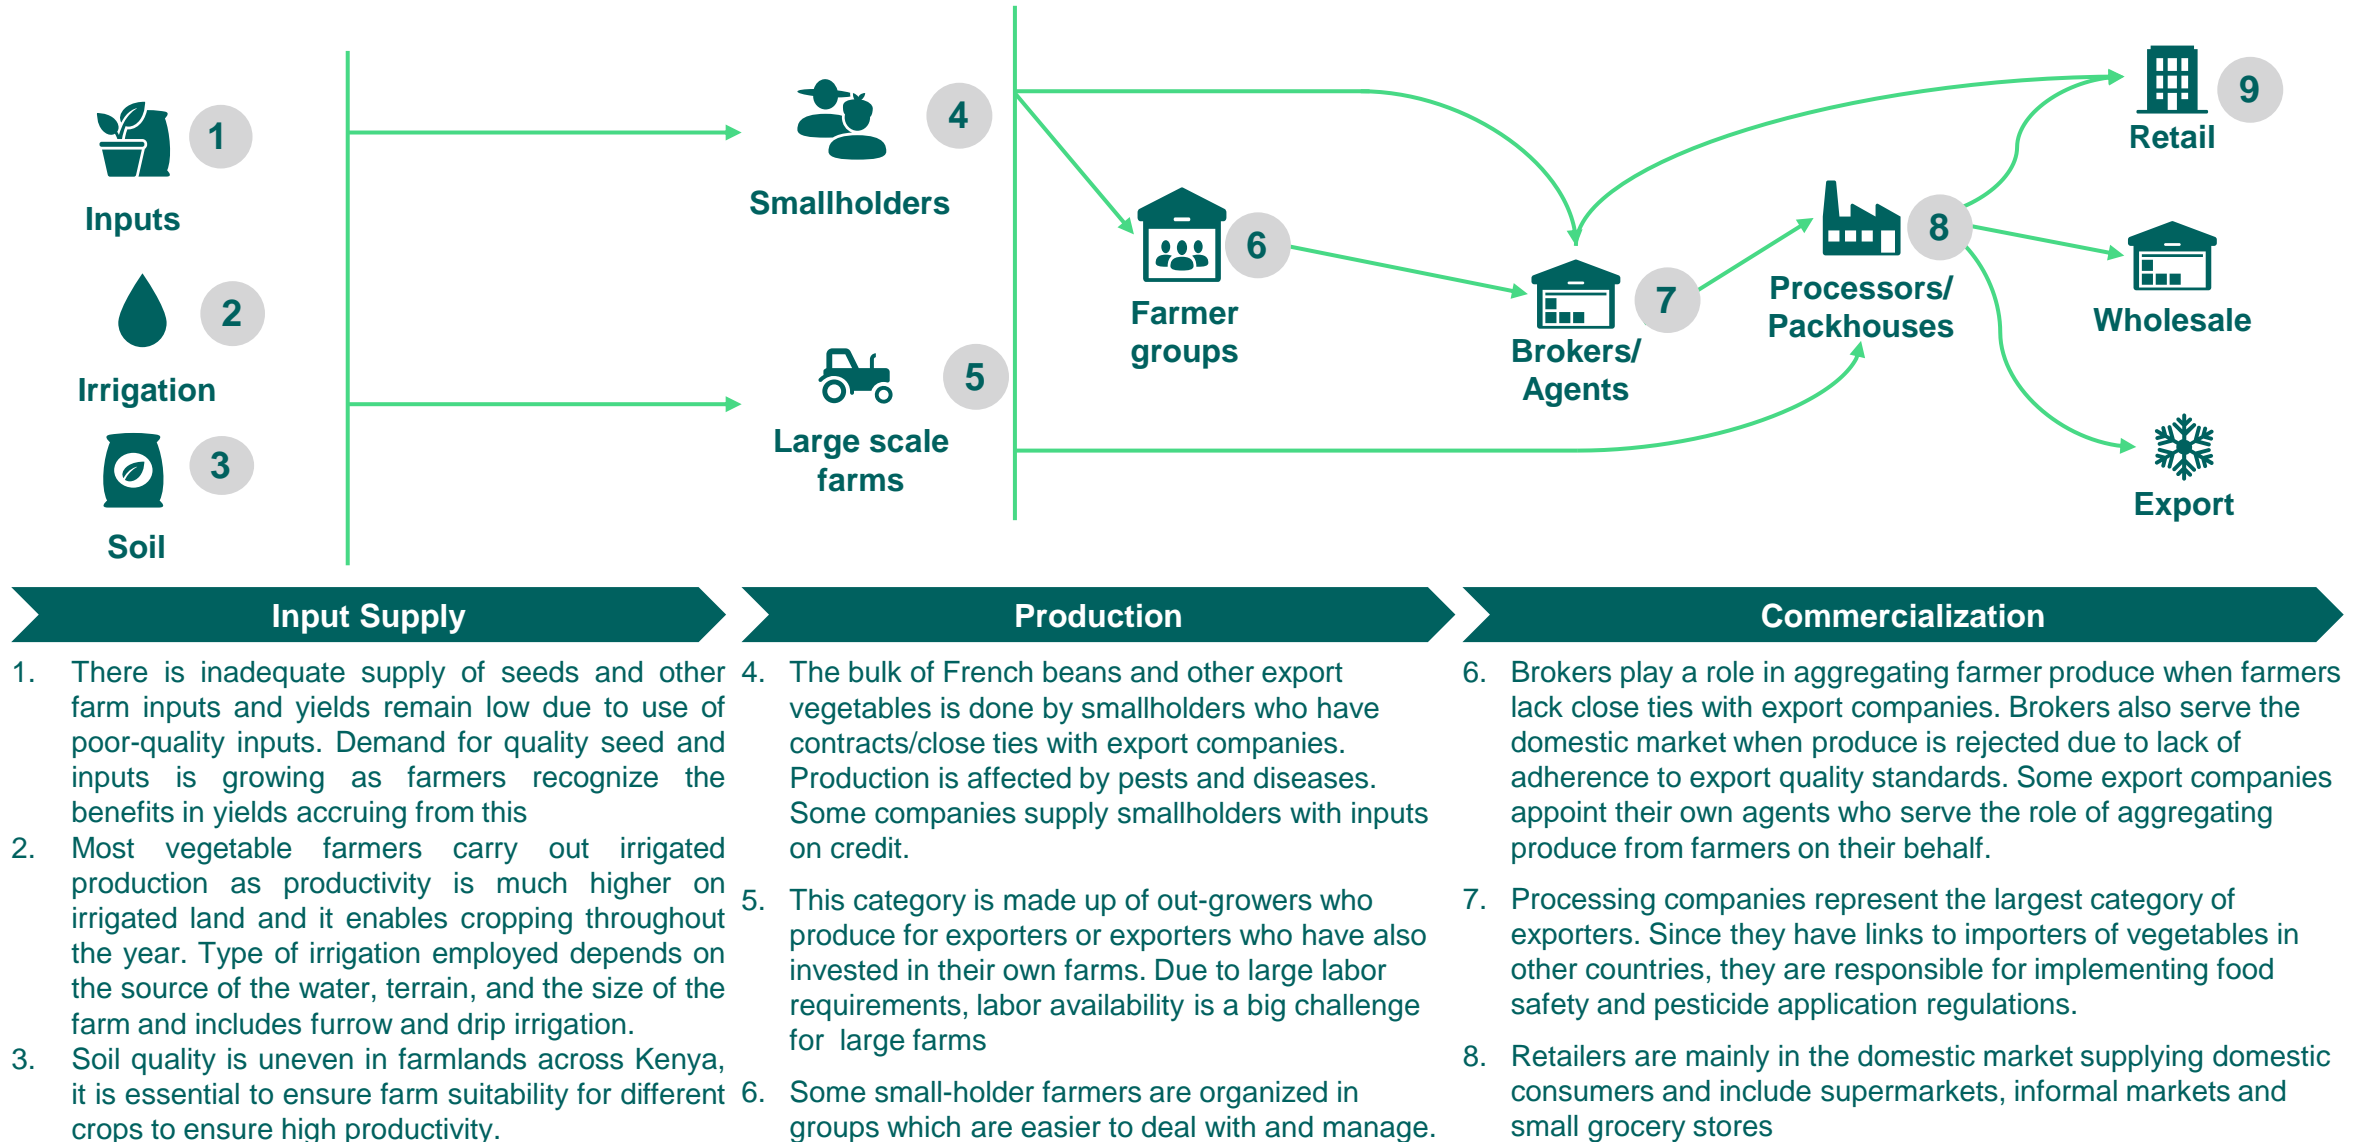 1
Inputs
2
Irrigation
3
Soil
4
Smallholders
5
Large scale
farms
6
Farmer
groups
7
Brokers/
Agents
8
Processors/
Packhouses
9
Retail
Wholesale
Export
Input Supply
1. There is inadequate supply of seeds and other
farm inputs and yields remain low due to use of
poor-quality inputs. Demand for quality seed and
inputs is growing as farmers recognize the
benefits in yields accruing from this
2. Most vegetable farmers carry out irrigated
production as productivity is much higher on
irrigated land and it enables cropping throughout
the year. Type of irrigation employed depends on
the source of the water, terrain, and the size of the
farm and includes furrow and drip irrigation.
3. Soil quality is uneven in farmlands across Kenya,
it is essential to ensure farm suitability for different
crops to ensure high productivity.
Production
4. The bulk of French beans and other export
vegetables is done by smallholders who have
contracts/close ties with export companies.
Production is affected by pests and diseases.
Some companies supply smallholders with inputs
on credit.
5. This category is made up of out-growers who
produce for exporters or exporters who have also
invested in their own farms. Due to large labor
requirements, labor availability is a big challenge
for large farms
6. Some small-holder farmers are organized in
groups which are easier to deal with and manage.
Commercialization
6. Brokers play a role in aggregating farmer produce when farmers
lack close ties with export companies. Brokers also serve the
domestic market when produce is rejected due to lack of
adherence to export quality standards. Some export companies
appoint their own agents who serve the role of aggregating
produce from farmers on their behalf.
7. Processing companies represent the largest category of
exporters. Since they have links to importers of vegetables in
other countries, they are responsible for implementing food
safety and pesticide application regulations.
8. Retailers are mainly in the domestic market supplying domestic
consumers and include supermarkets, informal markets and
small grocery stores